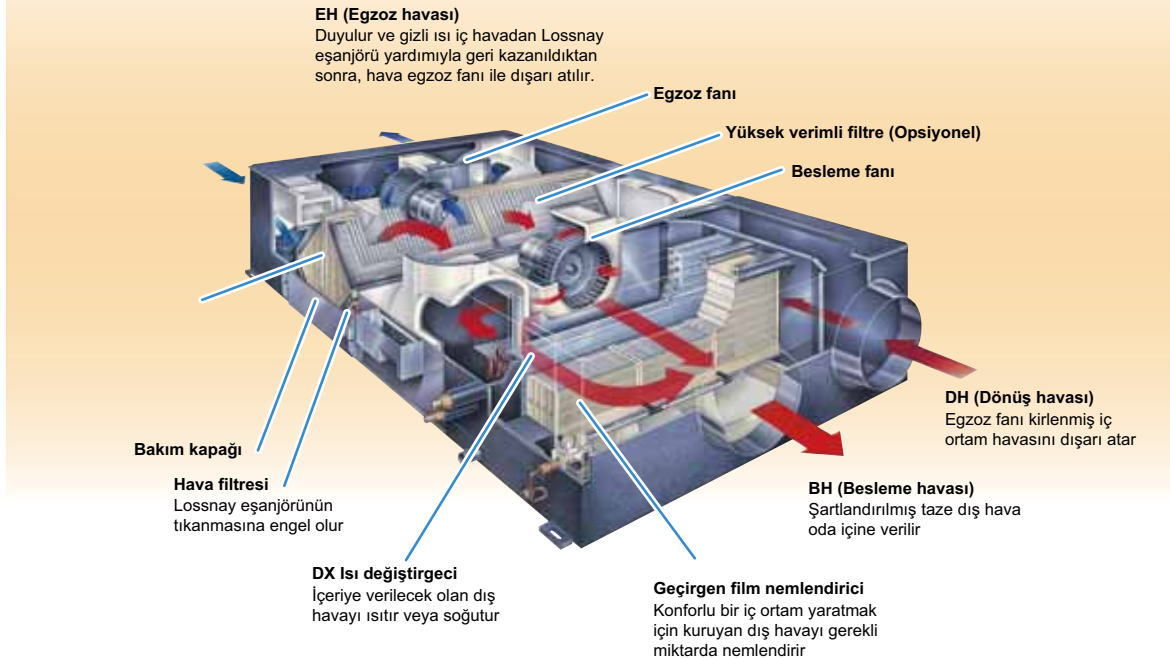 EH (Egzoz havası)
Duyulur ve gizli ısı iç havadan Lossnay
eşanjörü yardımıyla geri kazanıldıktan
sonra, hava egzoz fanı ile dışarı atılır.
Egzoz fanı
Yüksek verimli filtre (Opsiyonel)
Besleme fanı
DH (Dönüş havası)
Egzoz fanı kirlenmiş iç
ortam havasını dışarı atar
Bakım kapağı
Hava filtresi
Lossnay eşanjörünün
tıkanmasına engel olur
BH (Besleme havası)
Şartlandırılmış taze dış hava
oda içine verilir
DX Isı değiştirgeci
İçeriye verilecek olan dış
havayı ısıtır veya soğutur
Geçirgen film nemlendirici
Konforlu bir iç ortam yaratmak
için kuruyan dış havayı gerekli
miktarda nemlendirir